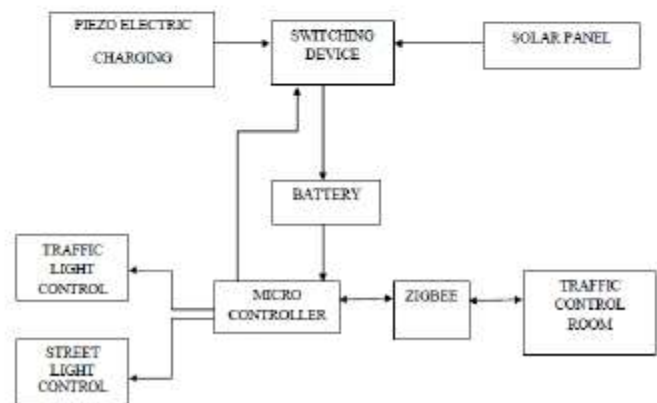 PIEZO ELECTRIC
CHARGING
SWITCHING
DEVICE
SOLAR PANEL
BATTERY
TRAFFIC
LIGHT
CONTROL
MICRO
CONTROLLER
ZIGBEE
TRAFFIC
CONTROL
ROOM
STREET
LIGHT
CONTROL